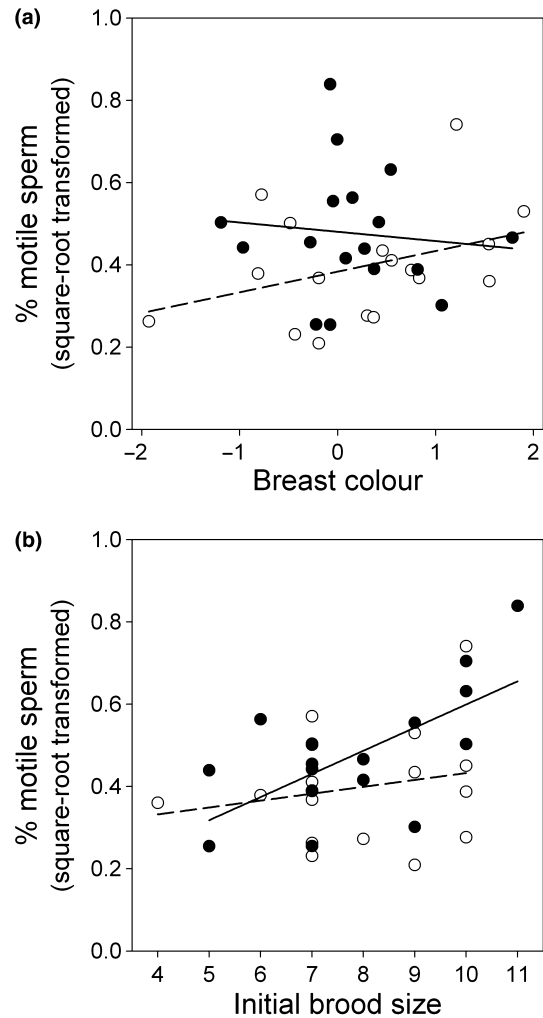 (a)
1.0
0.8
0.6
0.4
0.2
0.0
% motile sperm
(square-root transformed)
−2 −1 0 1 2
Breast colour
(b)
1.0
0.8
0.6
0.4
0.2
0.0
% motile sperm
(square-root transformed)
4 5 6 7 8 9 10 11
Initial brood size